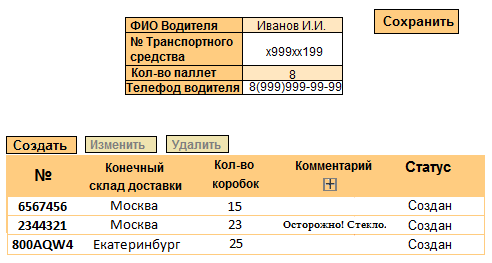 ФИО Водителя Иванов И.И. Сохранить
№ Транспортного
средства х999хх199
Кол-во паллет 8
Телефод водителя 8(999)999-99-99
Создать Изменить Удалить
№ Конечный Кол-во Комментарий Статус
склад доставки коробок +
6567456 Москва 15 Создан
2344321 Москва 23 Осторожно! Стекло. Создан
800AQW4 Екатеринбург 25 Создан